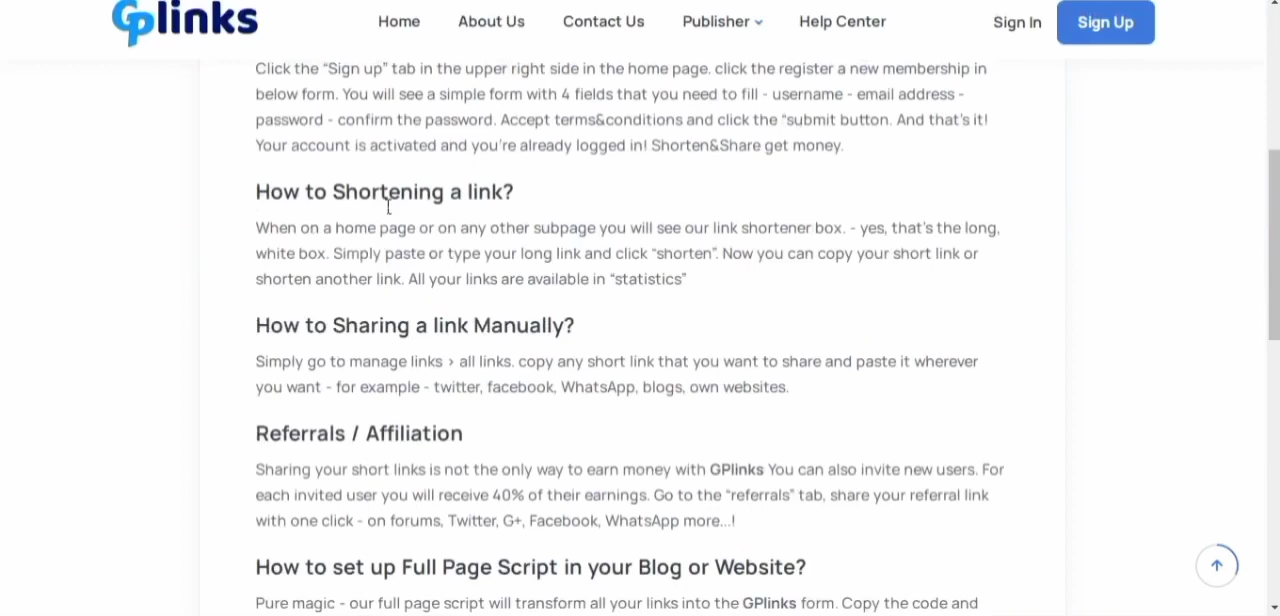 GPlinks
Home About Us Contact Us Publisher Help Center Sign In Sign Up
Click the “Sign up” tab in the upper right side in the home page. click the register a new membership in
below form. You will see a simple form with 4 fields that you need to fill - username - email address -
password - confirm the password. Accept terms&conditions and click the “submit button. And that’s it!
Your account is activated and you’re already logged in! Shorten&Share get money.
How to Shortening a link?
When on a home page or on any other subpage you will see our link shortener box. - yes, that’s the long,
white box. Simply paste or type your long link and click “shorten”. Now you can copy your short link or
shorten another link. All your links are available in “statistics”
How to Sharing a link Manually?
Simply go to manage links › all links. copy any short link that you want to share and paste it wherever
you want - for example - twitter, facebook, WhatsApp, blogs, own websites.
Referrals / Affiliation
Sharing your short links is not the only way to earn money with GPlinks You can also invite new users. For
each invited user you will receive 40% of their earnings. Go to the “referrals” tab, share your referral link
with one click - on forums, Twitter, G+, Facebook, WhatsApp more...!
How to set up Full Page Script in your Blog or Website?
Pure magic - our full page script will transform all your links into the GPlinks form. Copy the code and